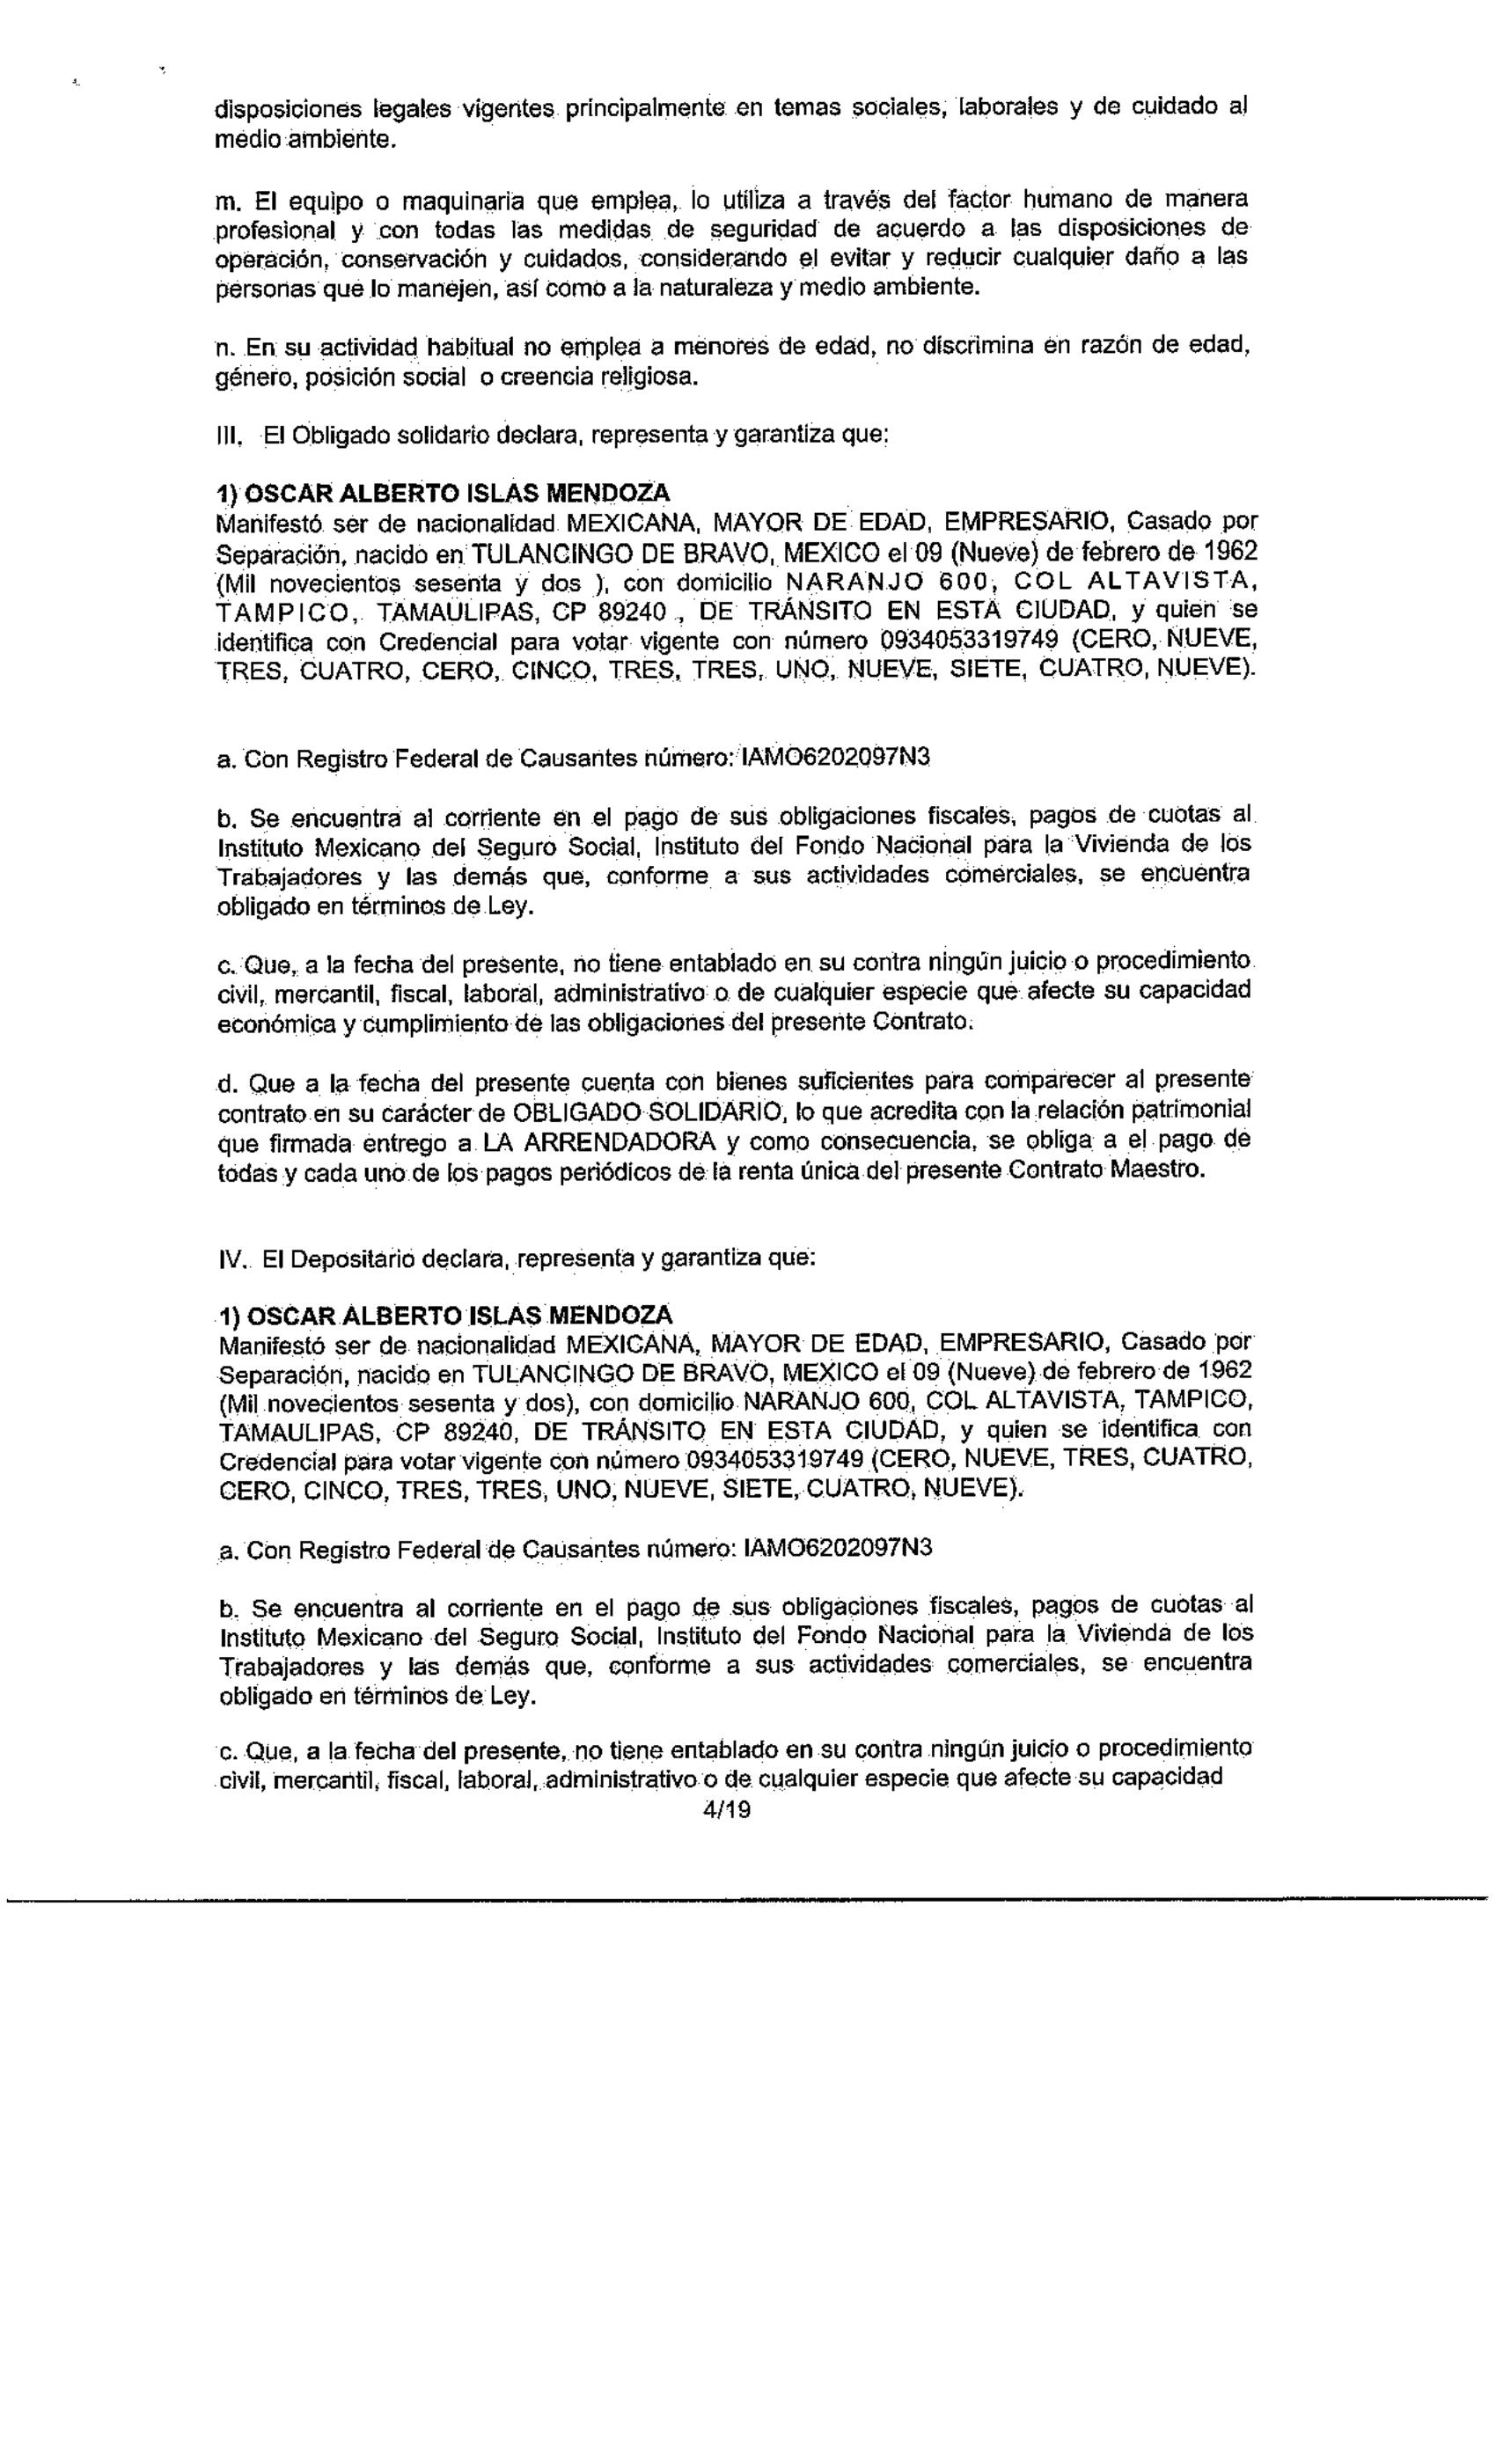 disposiciones legales vigentes principalmente en temas sociales, laborales y de cuidado al
medio ambiente.
m. El equipo o maquinaria que emplea, lo utiliza a través del factor humano de manera
profesional y con todas las medidas de seguridad de acuerdo a las disposiciones de
operación, conservación y cuidados, considerando el evitar y reducir cualquier daño a las
personas que lo manejen, así como a la naturaleza y medio ambiente.
n. En su actividad habitual no emplea a menores de edad, no discrimina en razón de edad,
género, posición social o creencia religiosa.
III. El Obligado solidario declara, representa y garantiza que:
1) OSCAR ALBERTO ISLAS MENDOZA
Manifestó ser de nacionalidad MEXICANA, MAYOR DE EDAD, EMPRESARIO, Casado por
Separación, nacido en TULANCINGO DE BRAVO, MEXICO el 09 (Nueve) de febrero de 1962
(Mil novecientos sesenta y dos ), con domicilio NARANJO 600, COL ALTAVISTA,
TAMPICO, TAMAULIPAS, CP 89240 , DE TRÁNSITO EN ESTA CIUDAD, y quien se
identifica con Credencial para votar vigente con número 0934053319749 (CERO, NUEVE,
TRES, CUATRO, CERO, CINCO, TRES, TRES, UNO, NUEVE, SIETE, CUATRO, NUEVE).
a. Con Registro Federal de Causantes número: IAMO6202097N3
b. Se encuentra al corriente en el pago de sus obligaciones fiscales, pagos de cuotas al
Instituto Mexicano del Seguro Social, Instituto del Fondo Nacional para la Vivienda de los
Trabajadores y las demás que, conforme a sus actividades comerciales, se encuentra
obligado en términos de Ley.
c. Que, a la fecha del presente, no tiene entablado en su contra ningún juicio o procedimiento
civil, mercantil, fiscal, laboral, administrativo o de cualquier especie que afecte su capacidad
económica y cumplimiento de las obligaciones del presente Contrato.
d. Que a la fecha del presente cuenta con bienes suficientes para comparecer al presente
contrato en su carácter de OBLIGADO SOLIDARIO, lo que acredita con la relación patrimonial
que firmada entrego a LA ARRENDADORA y como consecuencia, se obliga a el pago de
todas y cada uno de los pagos periódicos de la renta única del presente Contrato Maestro.
IV. El Depositario declara, representa y garantiza que:
1) OSCAR ALBERTO ISLAS MENDOZA
Manifestó ser de nacionalidad MEXICANA, MAYOR DE EDAD, EMPRESARIO, Casado por
Separación, nacido en TULANCINGO DE BRAVO, MEXICO el 09 (Nueve) de febrero de 1962
(Mil novecientos sesenta y dos), con domicilio NARANJO 600, COL ALTAVISTA, TAMPICO,
TAMAULIPAS, CP 89240, DE TRÁNSITO EN ESTA CIUDAD, y quien se identifica con
Credencial para votar vigente con número 0934053319749 (CERO, NUEVE, TRES, CUATRO,
CERO, CINCO, TRES, TRES, UNO, NUEVE, SIETE, CUATRO, NUEVE).
a. Con Registro Federal de Causantes número: IAMO6202097N3
b. Se encuentra al corriente en el pago de sus obligaciones fiscales, pagos de cuotas al
Instituto Mexicano del Seguro Social, Instituto del Fondo Nacional para la Vivienda de los
Trabajadores y las demás que, conforme a sus actividades comerciales, se encuentra
obligado en términos de Ley.
c. Que, a la fecha del presente, no tiene entablado en su contra ningún juicio o procedimiento
civil, mercantil, fiscal, laboral, administrativo o de cualquier especie que afecte su capacidad
4/19